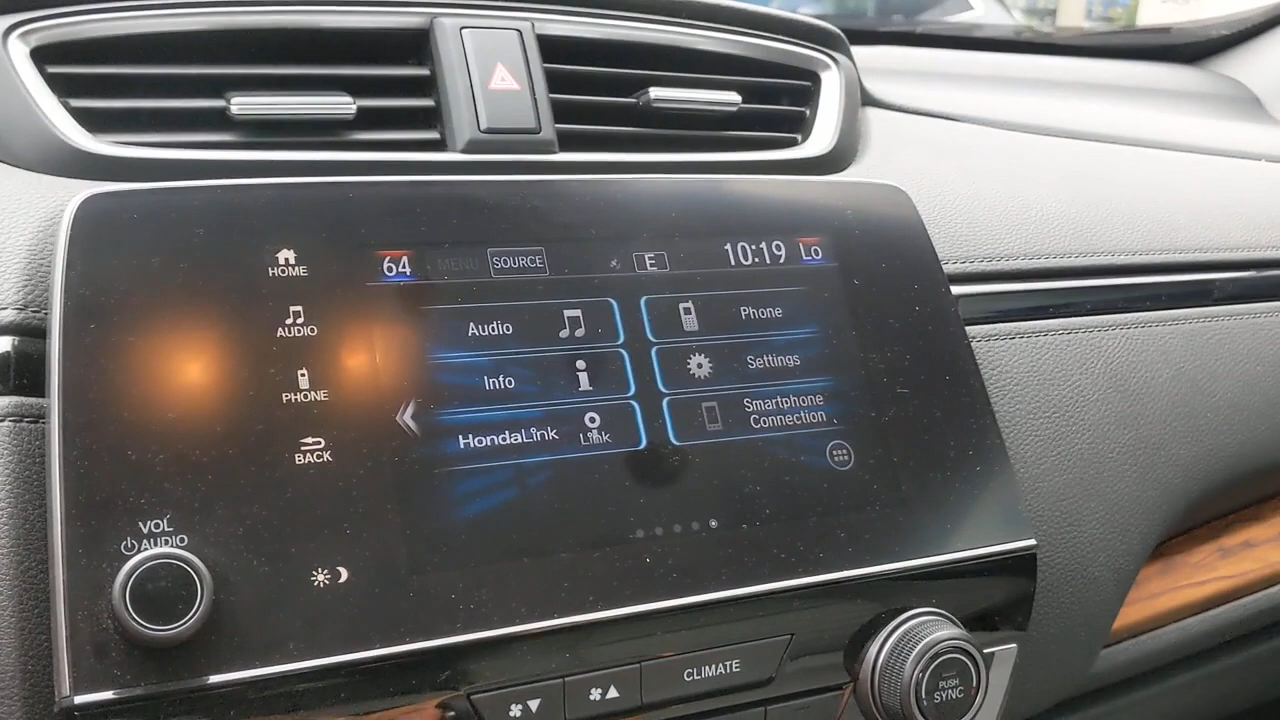 HOME
AUDIO
PHONE
BACK
VOL
AUDIO
64
MENU
SOURCE
E
10:19
Lo
Audio
Phone
Info
Settings
HondaLink
Link
Smartphone
Connection
CLIMATE
PUSH
SYNC